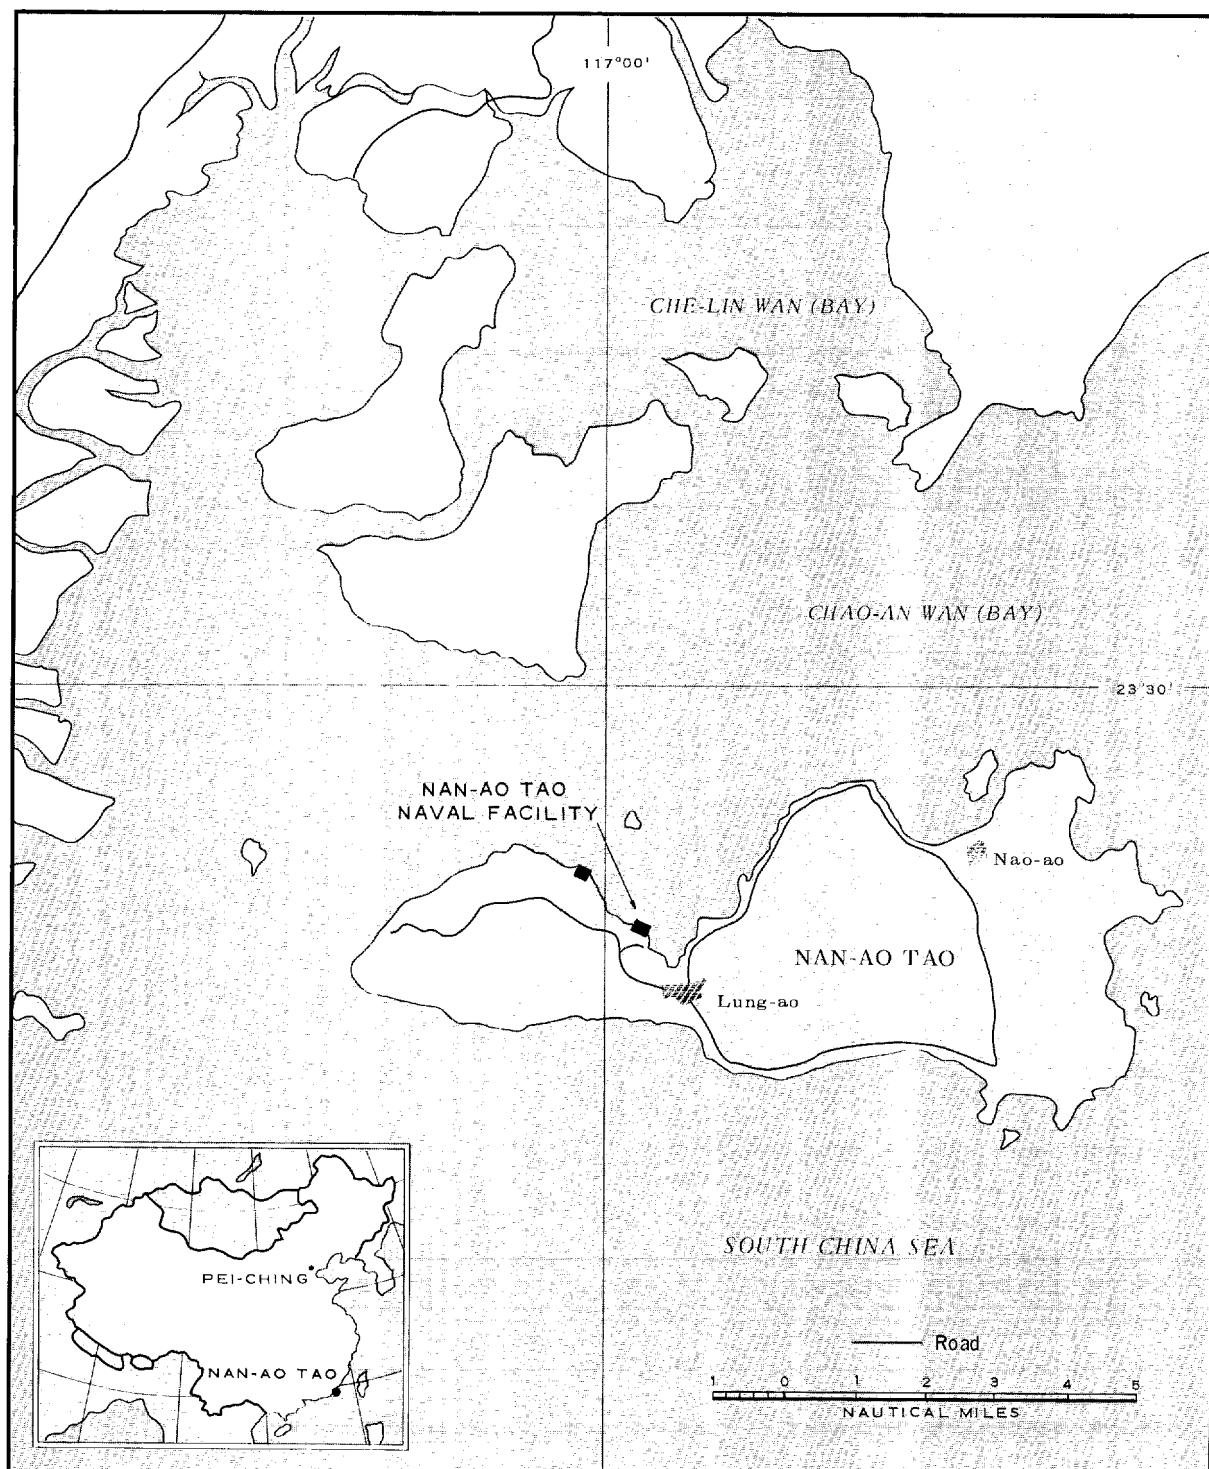 117°00'
CHE-LIN WAN (BAY)
CHAO-AN WAN (BAY)
23°30'
NAN-AO TAO
NAVAL FACILITY
Nao-ao
NAN-AO TAO
Lung-ao
SOUTH CHINA SEA
PEI-CHING
NAN-AO TAO
Road
1 0 1 2 3 4 5
NAUTICAL MILES